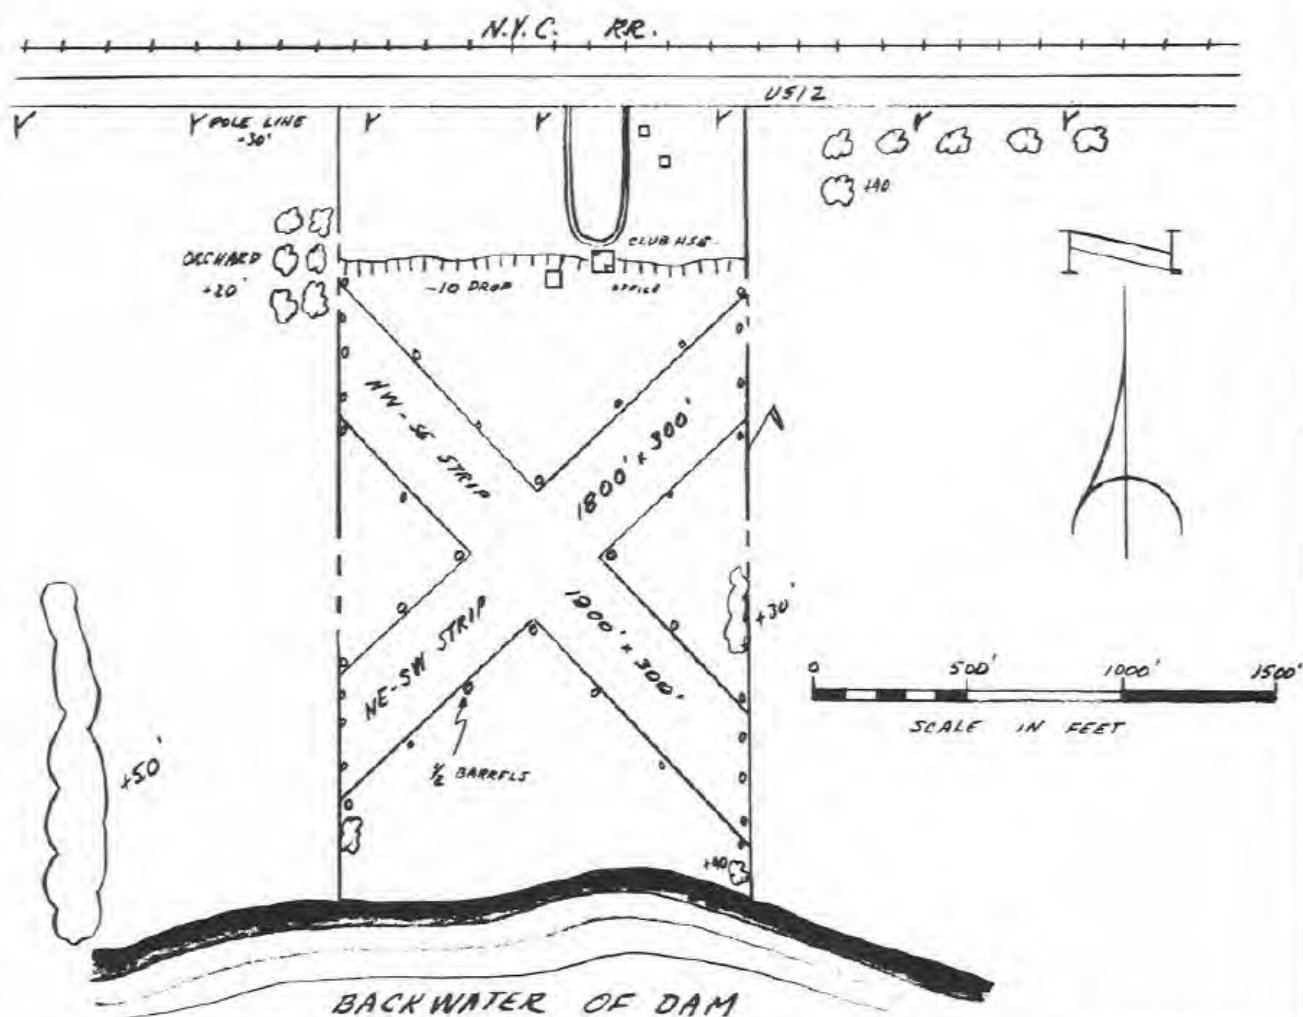 N.Y.C. RR.
US12
POLE LINE
-30'
+40
CLUB HSE.
ORCHARD
+20'
-10 DROP
OFFICE
N
NW-SE STRIP
1800' x 300'
NE-SW STRIP
1800' x 300'
+30'
0 500' 1000' 1500'
SCALE IN FEET
+50'
1/2 BARRELS
+40
BACKWATER OF DAM